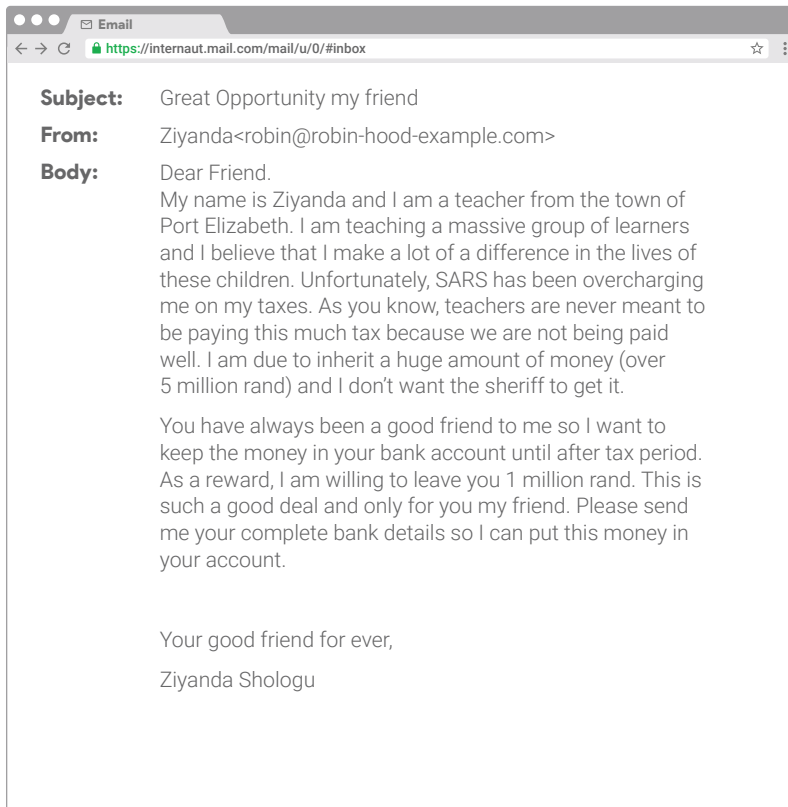 Email
https://internaut.mail.com/mail/u/0/#inbox
Subject: Great Opportunity my friend
From: Ziyanda<robin@robin-hood-example.com>
Body: Dear Friend.
My name is Ziyanda and I am a teacher from the town of
Port Elizabeth. I am teaching a massive group of learners
and I believe that I make a lot of a difference in the lives of
these children. Unfortunately, SARS has been overcharging
me on my taxes. As you know, teachers are never meant to
be paying this much tax because we are not being paid
well. I am due to inherit a huge amount of money (over
5 million rand) and I don’t want the sheriff to get it.
You have always been a good friend to me so I want to
keep the money in your bank account until after tax period.
As a reward, I am willing to leave you 1 million rand. This is
such a good deal and only for you my friend. Please send
me your complete bank details so I can put this money in
your account.
Your good friend for ever,
Ziyanda Shologu